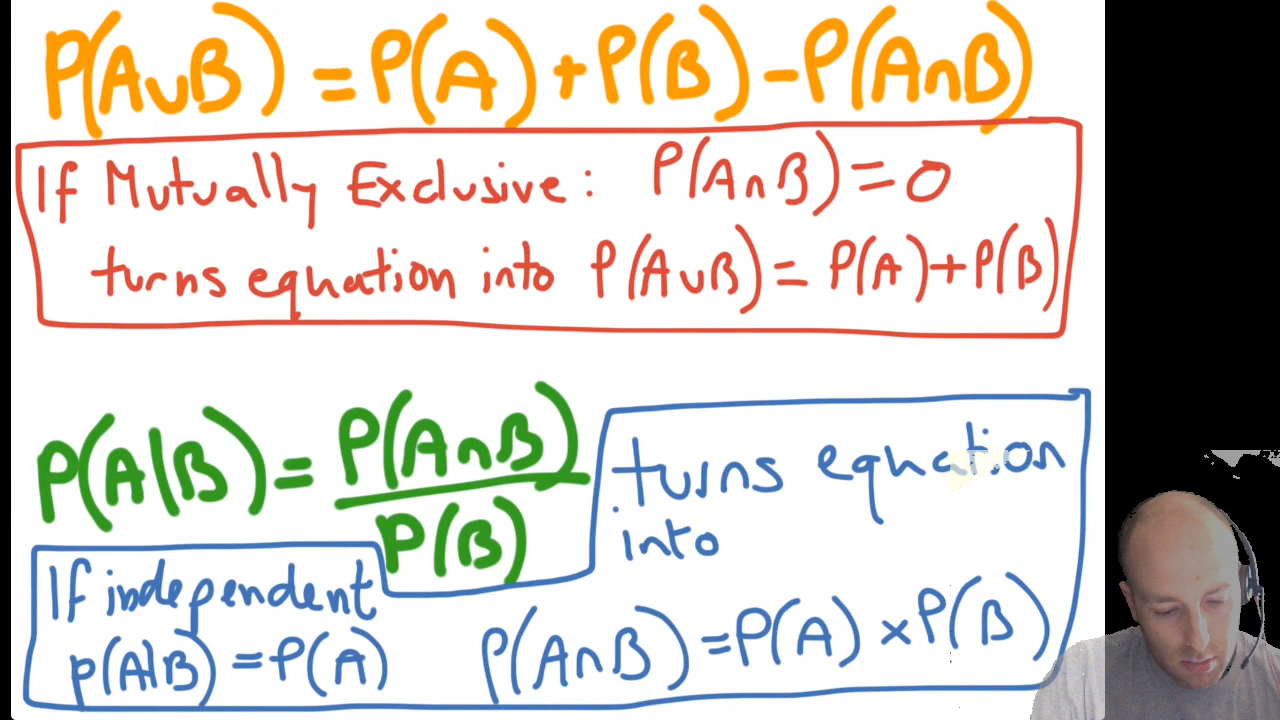 P(A∪B) = P(A) + P(B) - P(A∩B)
If Mutually Exclusive: P(A∩B) = 0
turns equation into P(A∪B) = P(A) + P(B)
P(A|B) = P(A∩B)
P(B)
turns equation
into
If independent
P(A|B) = P(A)
P(A∩B) = P(A) × P(B)